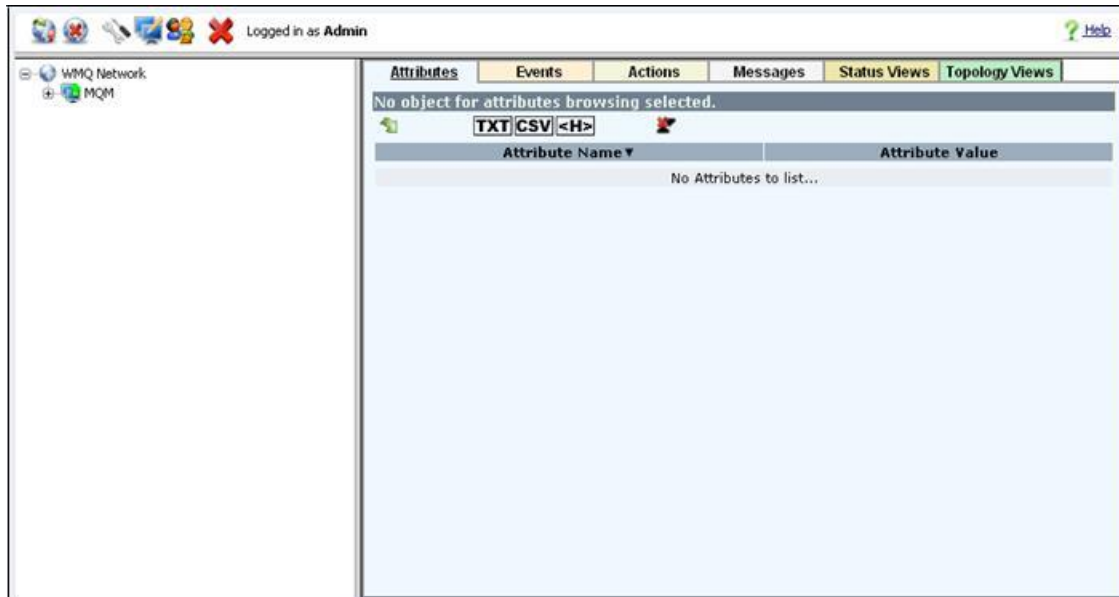 Logged in as Admin
Help
WMQ Network
MQM
Attributes Events Actions Messages Status Views Topology Views
No object for attributes browsing selected.
TXT CSV <H>
Attribute Name▼ Attribute Value
No Attributes to list...